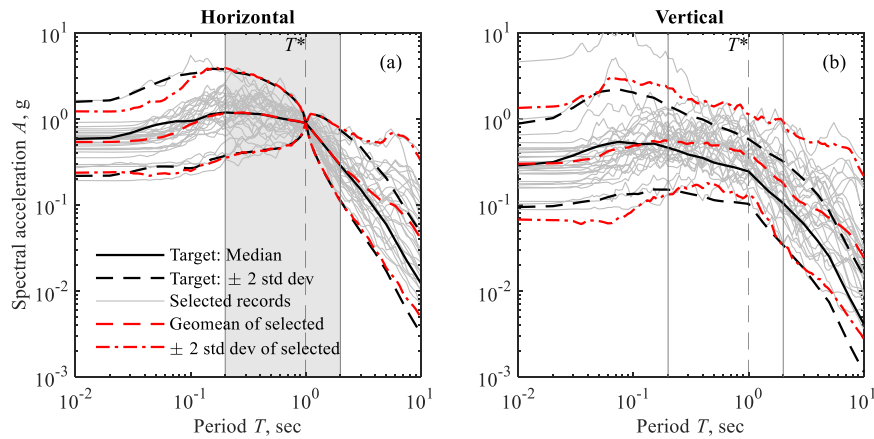 Horizontal
Vertical
T*
T*
(a)
(b)
10^1
10^0
10^-1
10^-2
10^-3
10^1
10^0
10^-1
10^-2
10^-3
Spectral acceleration A, g
Target: Median
Target: ± 2 std dev
Selected records
Geomean of selected
± 2 std dev of selected
10^-2
10^-1
10^0
10^1
10^-2
10^-1
10^0
10^1
Period T, sec
Period T, sec